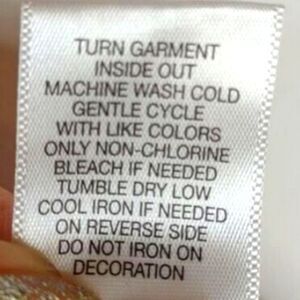 TURN GARMENT
INSIDE OUT
MACHINE WASH COLD
GENTLE CYCLE
WITH LIKE COLORS
ONLY NON-CHLORINE
BLEACH IF NEEDED
TUMBLE DRY LOW
COOL IRON IF NEEDED
ON REVERSE SIDE
DO NOT IRON ON
DECORATION